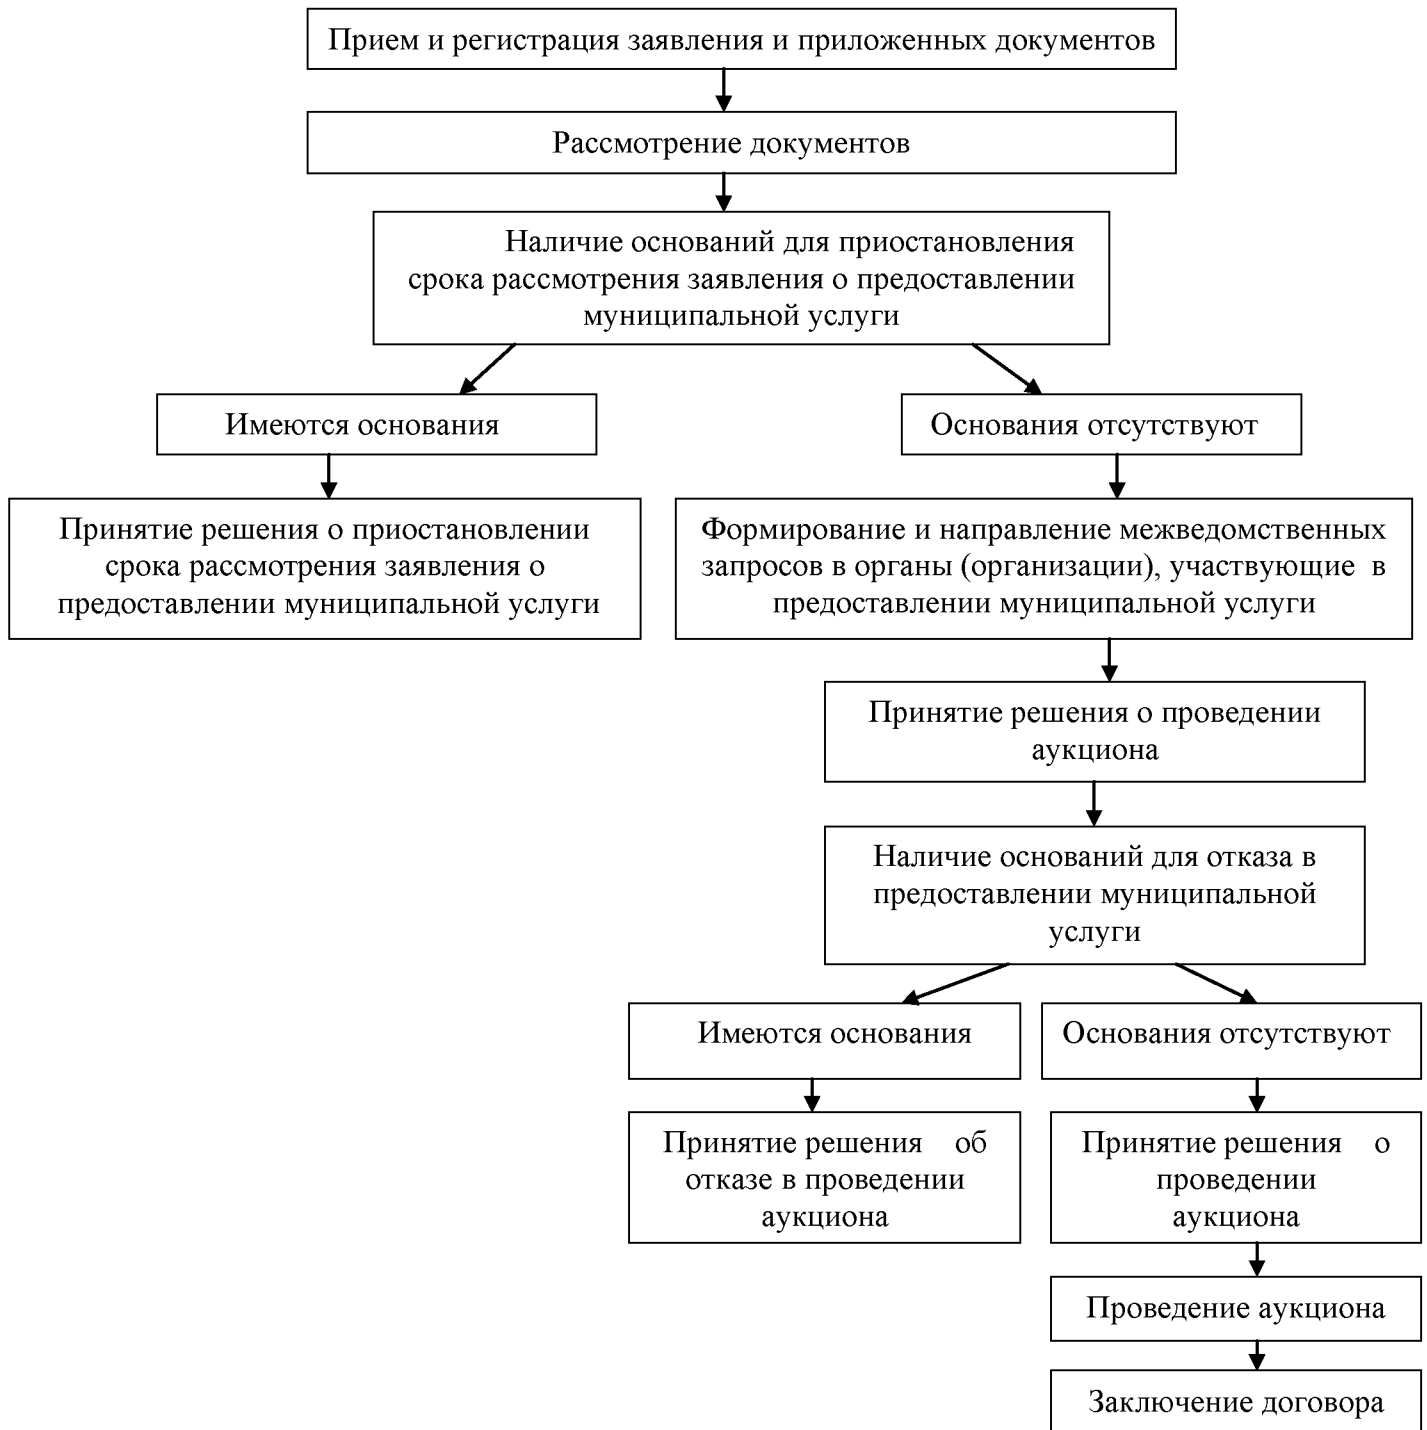 Прием и регистрация заявления и приложенных документов
Рассмотрение документов
Наличие оснований для приостановления
срока рассмотрения заявления о предоставлении
муниципальной услуги
Имеются основания
Основания отсутствуют
Принятие решения о приостановлении
срока рассмотрения заявления о
предоставлении муниципальной услуги
Формирование и направление межведомственных
запросов в органы (организации), участвующие в
предоставлении муниципальной услуги
Принятие решения о проведении
аукциона
Наличие оснований для отказа в
предоставлении муниципальной
услуги
Имеются основания
Основания отсутствуют
Принятие решения об
отказе в проведении
аукциона
Принятие решения о
проведении
аукциона
Проведение аукциона
Заключение договора